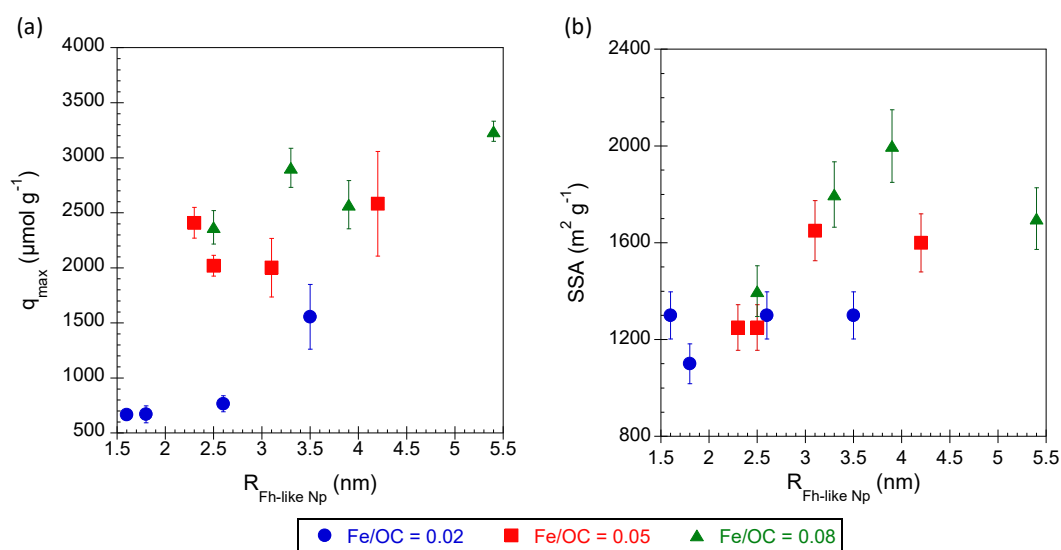 (a)
4000
3500
3000
2500
2000
1500
1000
500
q_max (µmol g⁻¹)
1.5 2 2.5 3 3.5 4 4.5 5 5.5
R_Fh-like Np (nm)
(b)
2400
2000
1600
1200
800
SSA (m² g⁻¹)
1.5 2 2.5 3 3.5 4 4.5 5 5.5
R_Fh-like Np (nm)
Fe/OC = 0.02 Fe/OC = 0.05 Fe/OC = 0.08